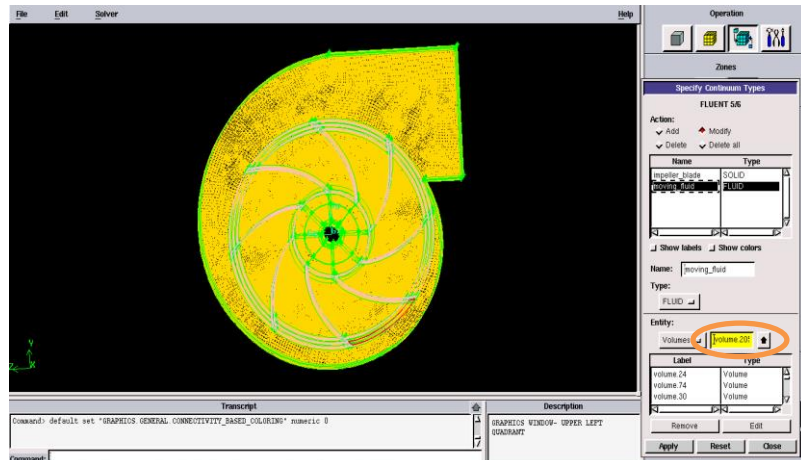 File Edit Solver Help
Operation
Zones
Specify Continuum Types
FLUENT 5/6
Action:
Add Modify
Delete Delete all
Name Type
impeller_blade SOLID
moving_fluid FLUID
Show labels Show colors
Name: moving_fluid
Type:
FLUID
Entity:
Volumes volume.205
Label Type
volume.24 Volume
volume.74 Volume
volume.30 Volume
Remove Edit
Apply Reset Close
Y
Z X
Transcript
Command> default set "GRAPHICS.GENERAL.CONNECTIVITY_BASED_COLORING" numeric 0
Command:
Description
GRAPHICS WINDOW- UPPER LEFT
QUADRANT